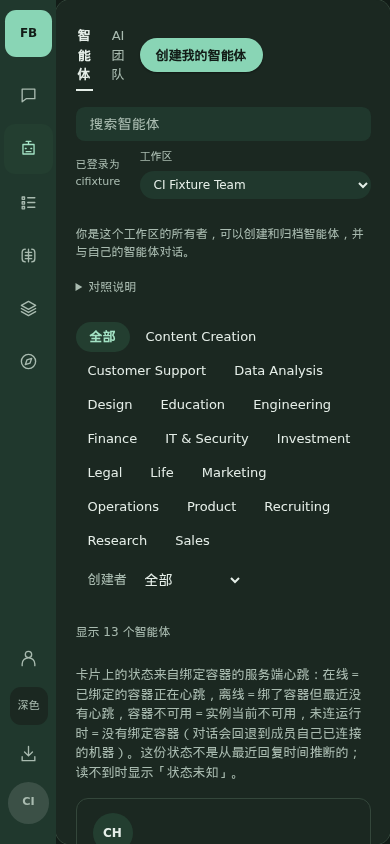 FB
智能体
AI团队
创建我的智能体
搜索智能体
已登录为
cifixture
工作区
CI Fixture Team
你是这个工作区的所有者，可以创建和归档智能体，并
与自己的智能体对话。
对照说明
全部 Content Creation
Customer Support Data Analysis
Design Education Engineering
Finance IT & Security Investment
Legal Life Marketing
Operations Product Recruiting
Research Sales
创建者 全部
显示 13 个智能体
卡片上的状态来自绑定容器的服务端心跳：在线 =
已绑定的容器正在心跳，离线 = 绑了容器但最近没
有心跳，容器不可用 = 实例当前不可用，未连运行
时 = 没有绑定容器（对话会回退到成员自己已连接
的机器）。这份状态不是从最近回复时间推断的；
读不到时显示「状态未知」。
深色
CI
CH